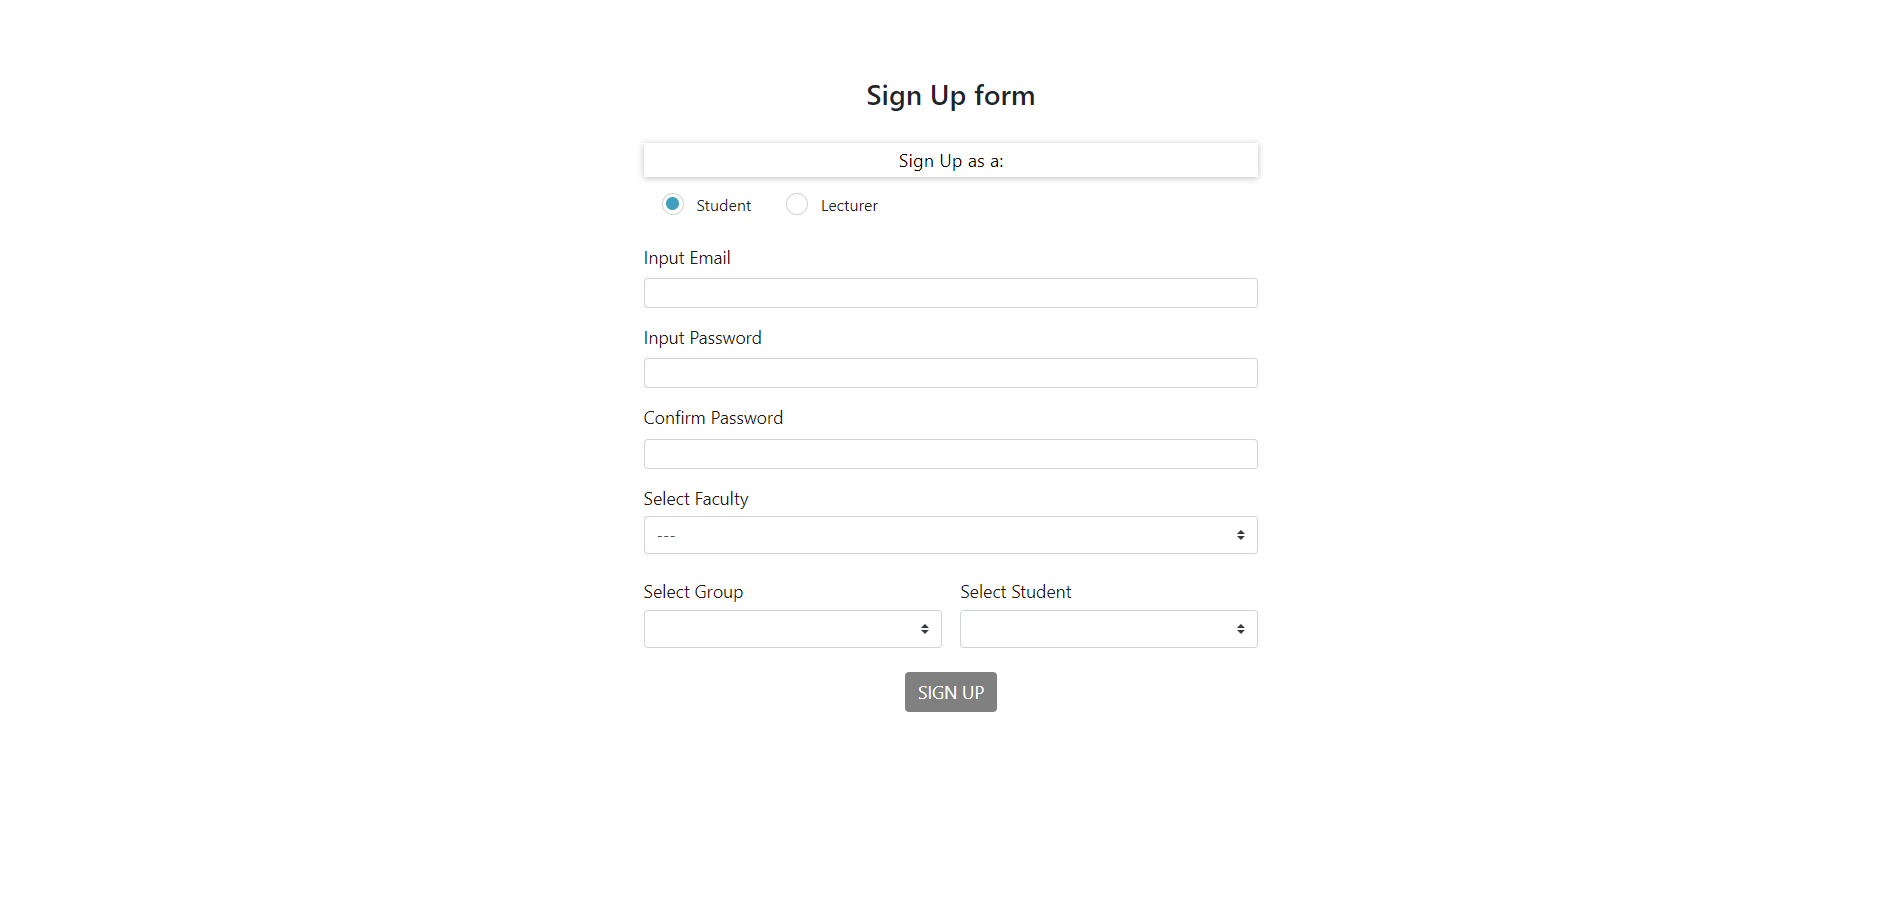 Sign Up form
Sign Up as a:
Student Lecturer
Input Email
Input Password
Confirm Password
Select Faculty
---
Select Group Select Student
SIGN UP